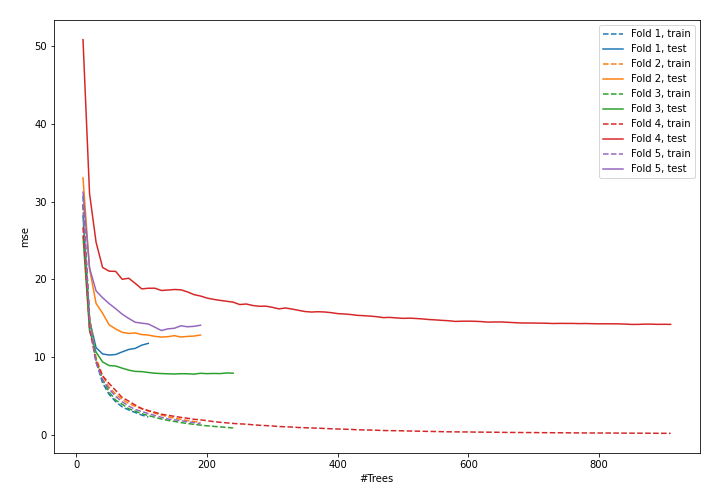 50
40
30
20
10
0
mse
0
200
400
600
800
#Trees
Fold 1, train
Fold 1, test
Fold 2, train
Fold 2, test
Fold 3, train
Fold 3, test
Fold 4, train
Fold 4, test
Fold 5, train
Fold 5, test